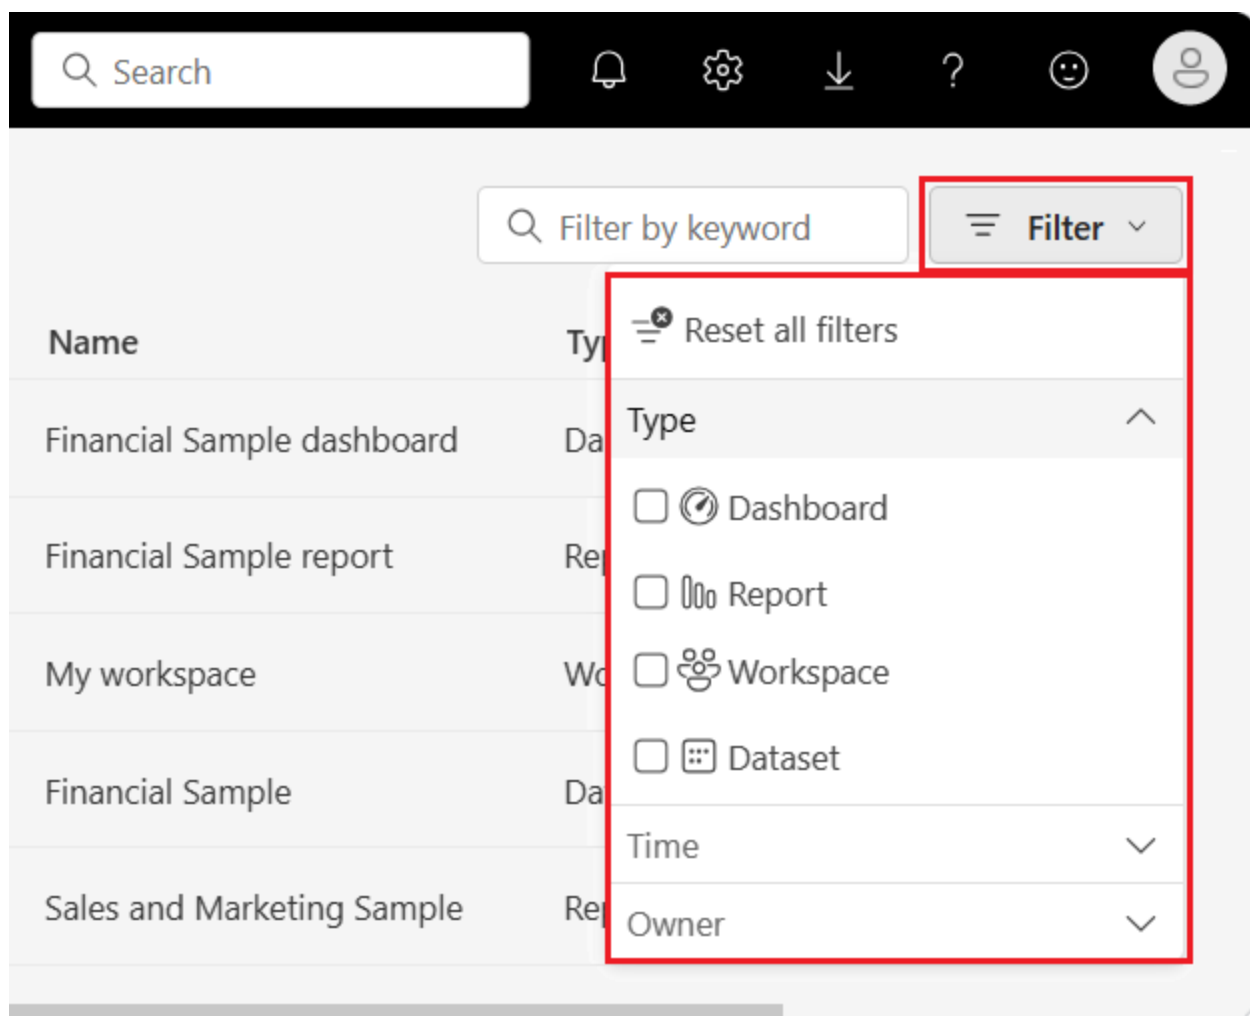 Search
?
Filter by keyword
Filter
Reset all filters
Name
Type
Financial Sample dashboard
Dashboard
Financial Sample report
Report
My workspace
Workspace
Financial Sample
Dataset
Time
Sales and Marketing Sample
Owner